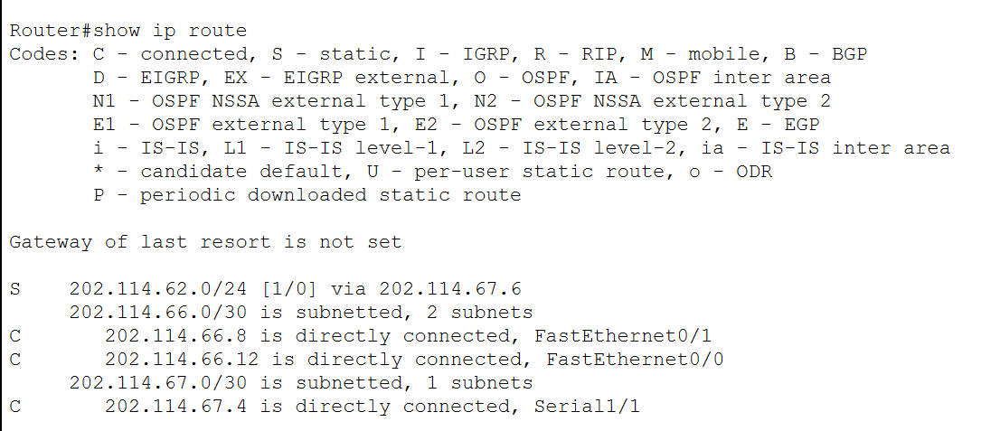 Router#show ip route
Codes: C - connected, S - static, I - IGRP, R - RIP, M - mobile, B - BGP
       D - EIGRP, EX - EIGRP external, O - OSPF, IA - OSPF inter area
       N1 - OSPF NSSA external type 1, N2 - OSPF NSSA external type 2
       E1 - OSPF external type 1, E2 - OSPF external type 2, E - EGP
       i - IS-IS, L1 - IS-IS level-1, L2 - IS-IS level-2, ia - IS-IS inter area
       * - candidate default, U - per-user static route, o - ODR
       P - periodic downloaded static route

Gateway of last resort is not set

S    202.114.62.0/24 [1/0] via 202.114.67.6
     202.114.66.0/30 is subnetted, 2 subnets
C       202.114.66.8 is directly connected, FastEthernet0/1
C       202.114.66.12 is directly connected, FastEthernet0/0
     202.114.67.0/30 is subnetted, 1 subnets
C       202.114.67.4 is directly connected, Serial1/1